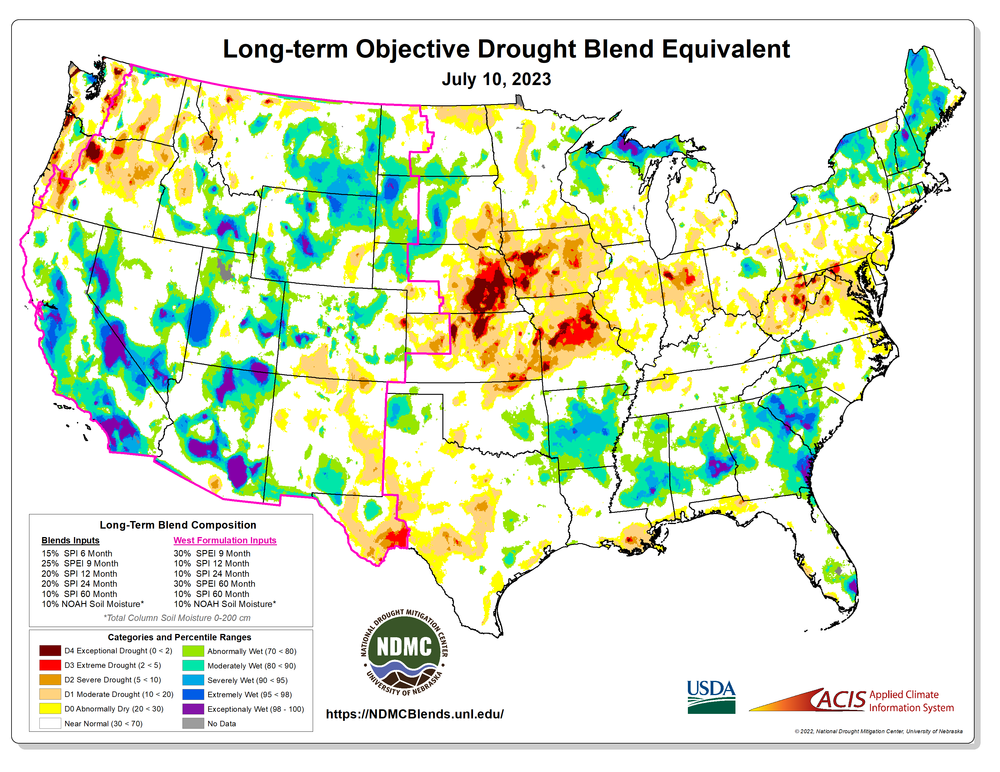 Long-term Objective Drought Blend Equivalent
July 10, 2023
Long-Term Blend Composition
Blends Inputs
15% SPI 6 Month
25% SPEI 9 Month
20% SPI 12 Month
20% SPI 24 Month
10% SPI 60 Month
10% NOAH Soil Moisture*
West Formulation Inputs
30% SPEI 9 Month
10% SPI 12 Month
10% SPI 24 Month
30% SPEI 60 Month
10% SPI 60 Month
10% NOAH Soil Moisture*
*Total Column Soil Moisture 0-200 cm
Categories and Percentile Ranges
D4 Exceptional Drought (0 < 2)
D3 Extreme Drought (2 < 5)
D2 Severe Drought (5 < 10)
D1 Moderate Drought (10 < 20)
D0 Abnormally Dry (20 < 30)
Near Normal (30 < 70)
Abnormally Wet (70 < 80)
Moderately Wet (80 < 90)
Severely Wet (90 < 95)
Extremely Wet (95 < 98)
Exceptionaly Wet (98 - 100)
No Data
NATIONAL DROUGHT MITIGATION CENTER
NDMC
UNIVERSITY OF NEBRASKA
https://NDMCBlends.unl.edu/
USDA
ACIS
Applied Climate
Information System
© 2022, National Drought Mitigation Center, University of Nebraska